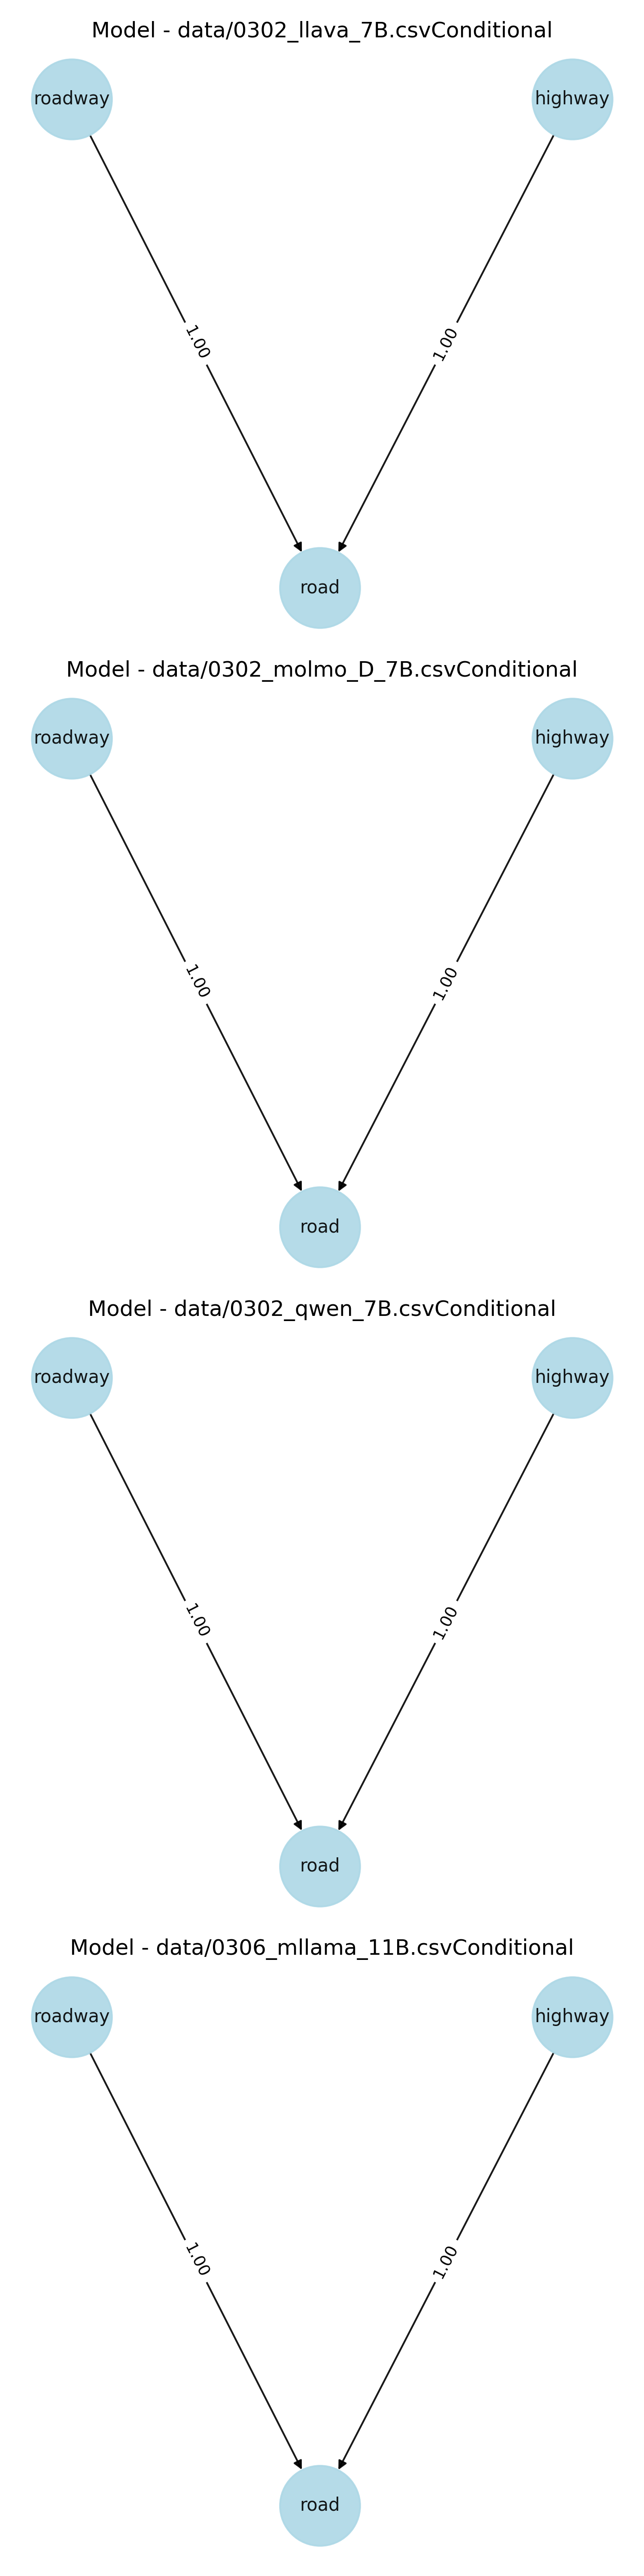 Model - data/0302_llava_7B.csvConditional
roadway highway
1.00 1.00
road
Model - data/0302_molmo_D_7B.csvConditional
roadway highway
1.00 1.00
road
Model - data/0302_qwen_7B.csvConditional
roadway highway
1.00 1.00
road
Model - data/0306_mllama_11B.csvConditional
roadway highway
1.00 1.00
road